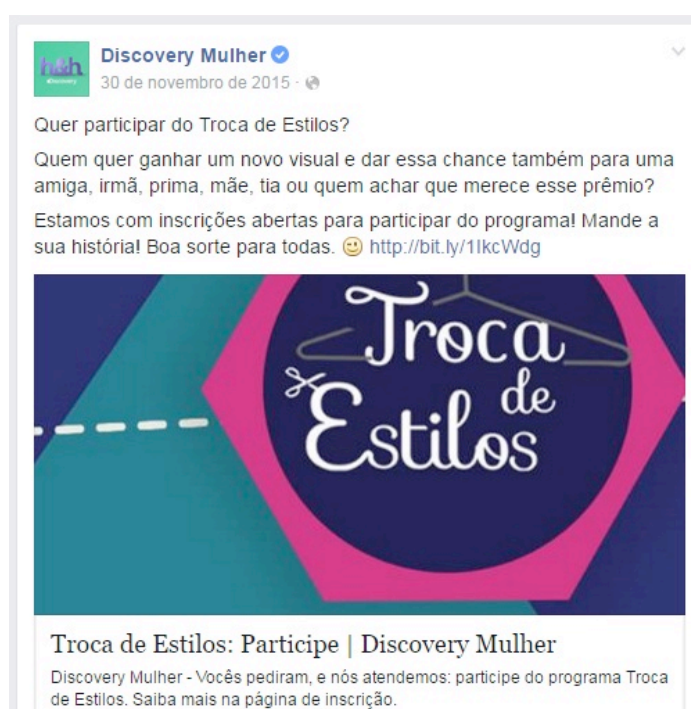 h&h
Discovery
Discovery Mulher
30 de novembro de 2015 ·
Quer participar do Troca de Estilos?
Quem quer ganhar um novo visual e dar essa chance também para uma
amiga, irmã, prima, mãe, tia ou quem achar que merece esse prêmio?
Estamos com inscrições abertas para participar do programa! Mande a
sua história! Boa sorte para todas. http://bit.ly/1IkcWdg
Troca
de
Estilos
Troca de Estilos: Participe | Discovery Mulher
Discovery Mulher - Vocês pediram, e nós atendemos: participe do programa Troca
de Estilos. Saiba mais na página de inscrição.